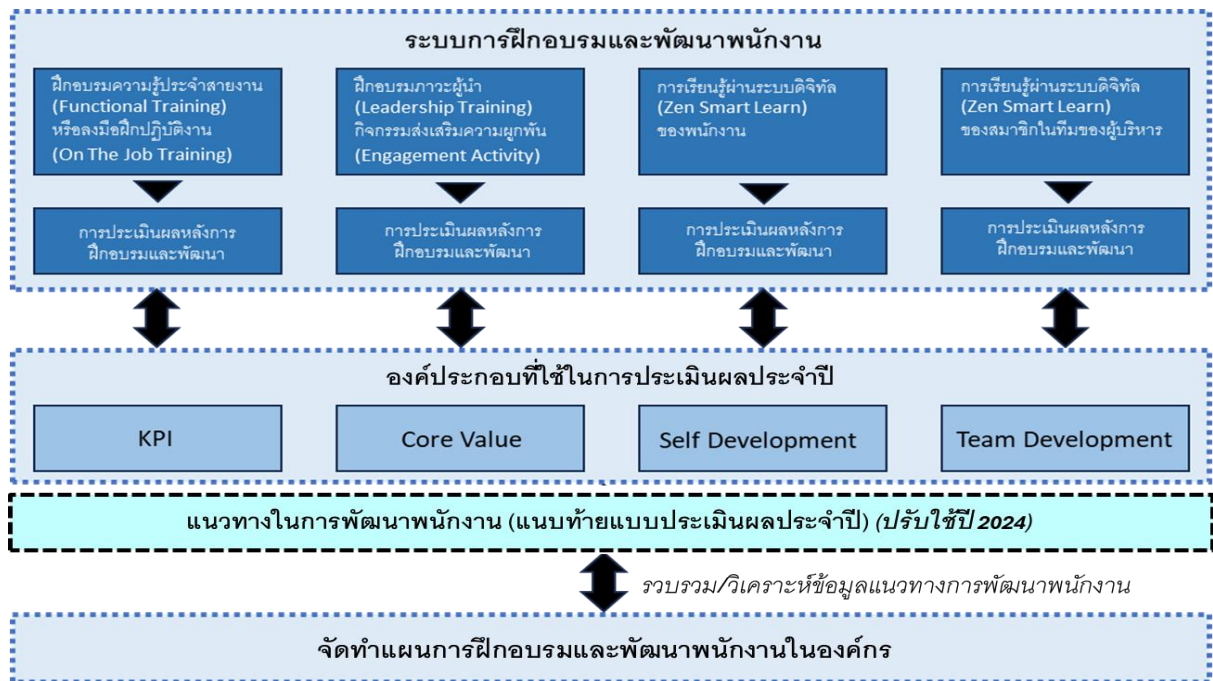 ระบบการฝึกอบรมและพัฒนาพนักงาน
ฝึกอบรมความรู้ประจำสายงาน
(Functional Training)
หรือลงมือฝึกปฏิบัติงาน
(On The Job Training)
ฝึกอบรมภาวะผู้นำ
(Leadership Training)
กิจกรรมส่งเสริมความผูกพัน
(Engagement Activity)
การเรียนรู้ผ่านระบบดิจิทัล
(Zen Smart Learn)
ของพนักงาน
การเรียนรู้ผ่านระบบดิจิทัล
(Zen Smart Learn)
ของสมาชิกในทีมของผู้บริหาร
การประเมินผลหลังการ
ฝึกอบรมและพัฒนา
การประเมินผลหลังการ
ฝึกอบรมและพัฒนา
การประเมินผลหลังการ
ฝึกอบรมและพัฒนา
การประเมินผลหลังการ
ฝึกอบรมและพัฒนา
องค์ประกอบที่ใช้ในการประเมินผลประจำปี
KPI
Core Value
Self Development
Team Development
แนวทางในการพัฒนาพนักงาน (แนบท้ายแบบประเมินผลประจำปี) (ปรับใช้ปี 2024)
รวบรวม/วิเคราะห์ข้อมูลแนวทางการพัฒนาพนักงาน
จัดทำแผนการฝึกอบรมและพัฒนาพนักงานในองค์กร